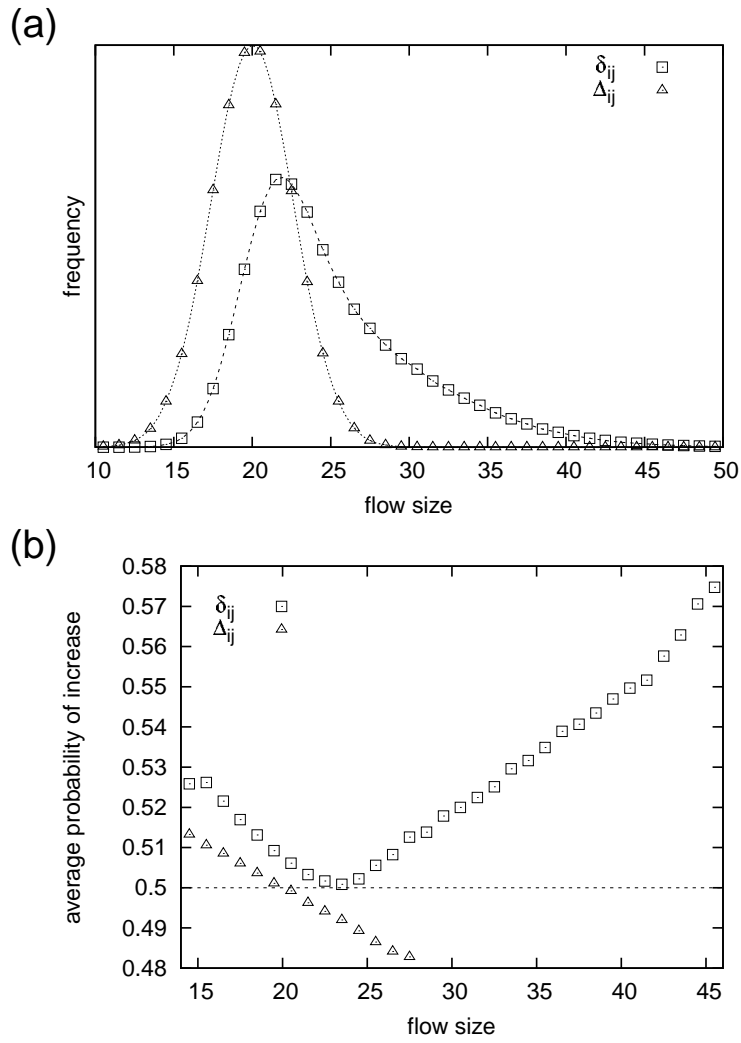 (a)
δij
Δij
frequency
10 15 20 25 30 35 40 45 50
flow size
(b)
0.58
0.57
0.56
0.55
0.54
0.53
0.52
0.51
0.5
0.49
0.48
δij
Δij
average probability of increase
15 20 25 30 35 40 45
flow size